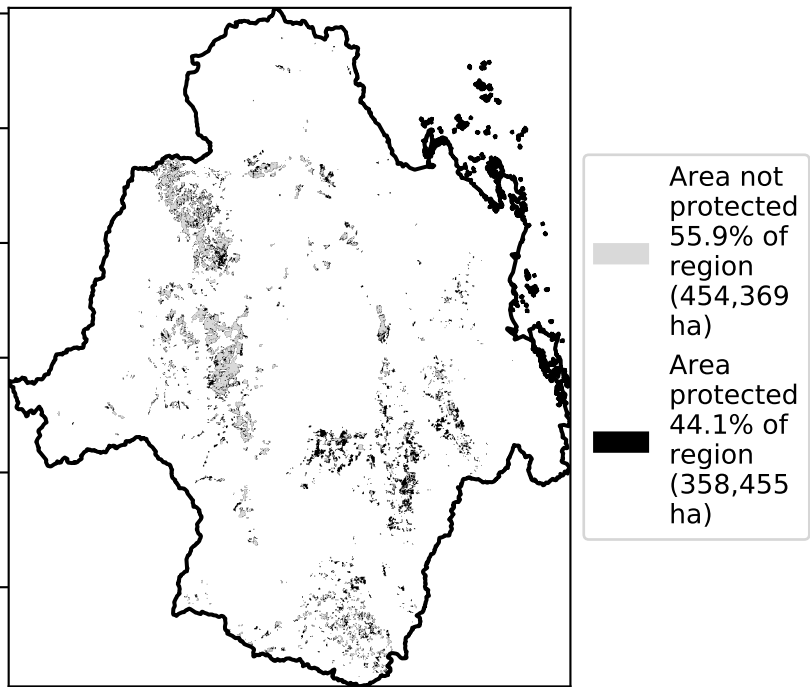 Area not
protected
55.9% of
region
(454,369
ha)
Area
protected
44.1% of
region
(358,455
ha)